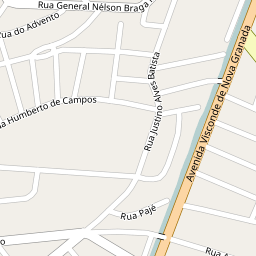 Rua General Nélson Braga
Rua do Advento
Humberto de Campos
Rua Justino Alves Batista
Avenida Visconde de Nova Granada
Rua Pajé
Rua